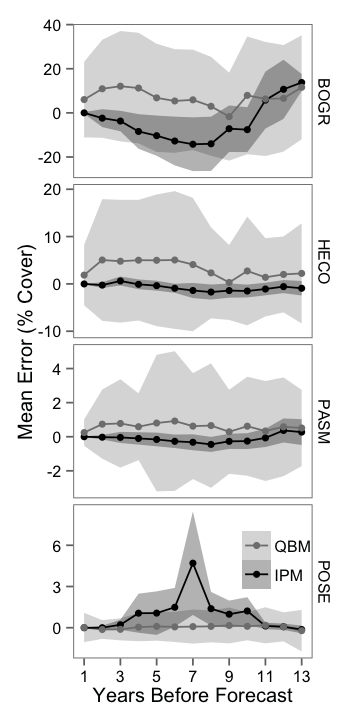 Mean Error (% Cover)
40
20
0
-20
BOGR
20
10
0
-10
HECO
4
2
0
-2
PASM
6
3
0
POSE
QBM
IPM
1 3 5 7 9 11 13
Years Before Forecast